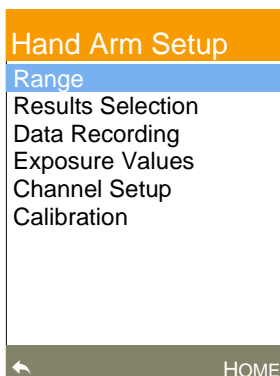 Hand Arm Setup
Range
Results Selection
Data Recording
Exposure Values
Channel Setup
Calibration
HOME